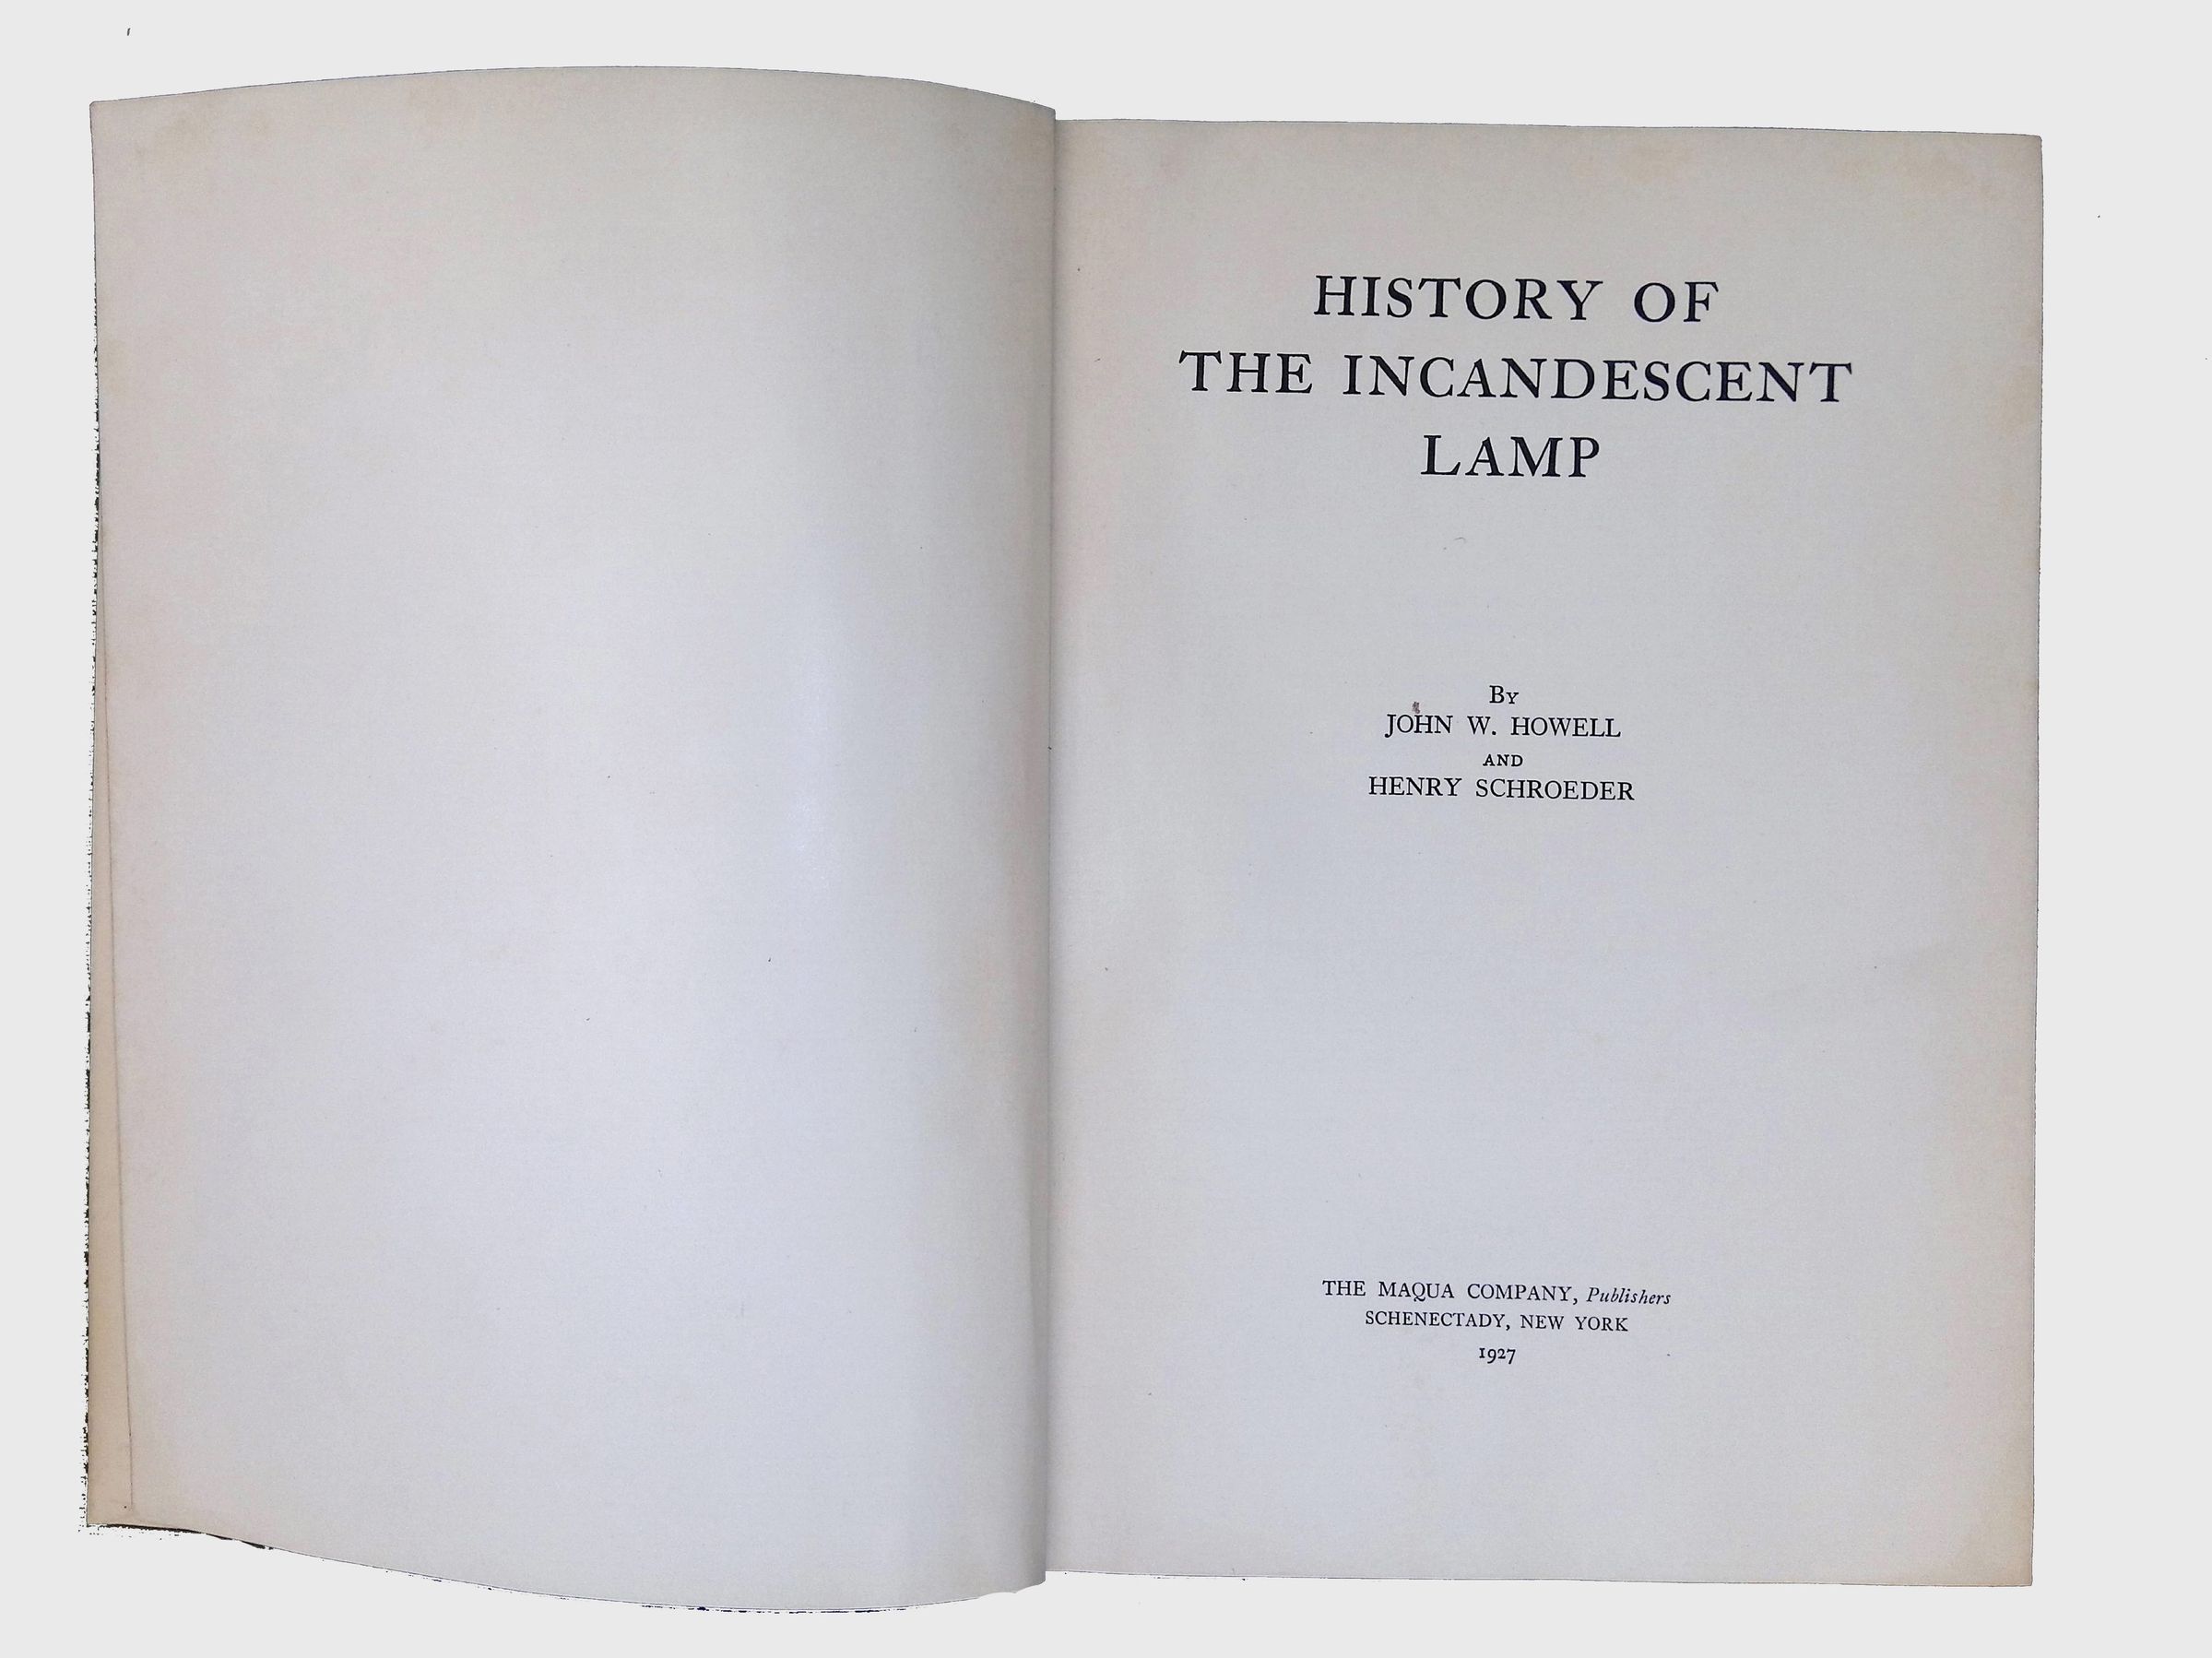 HISTORY OF
THE INCANDESCENT
LAMP
By
JOHN W. HOWELL
AND
HENRY SCHROEDER
THE MAQUA COMPANY, Publishers
SCHENECTADY, NEW YORK
1927